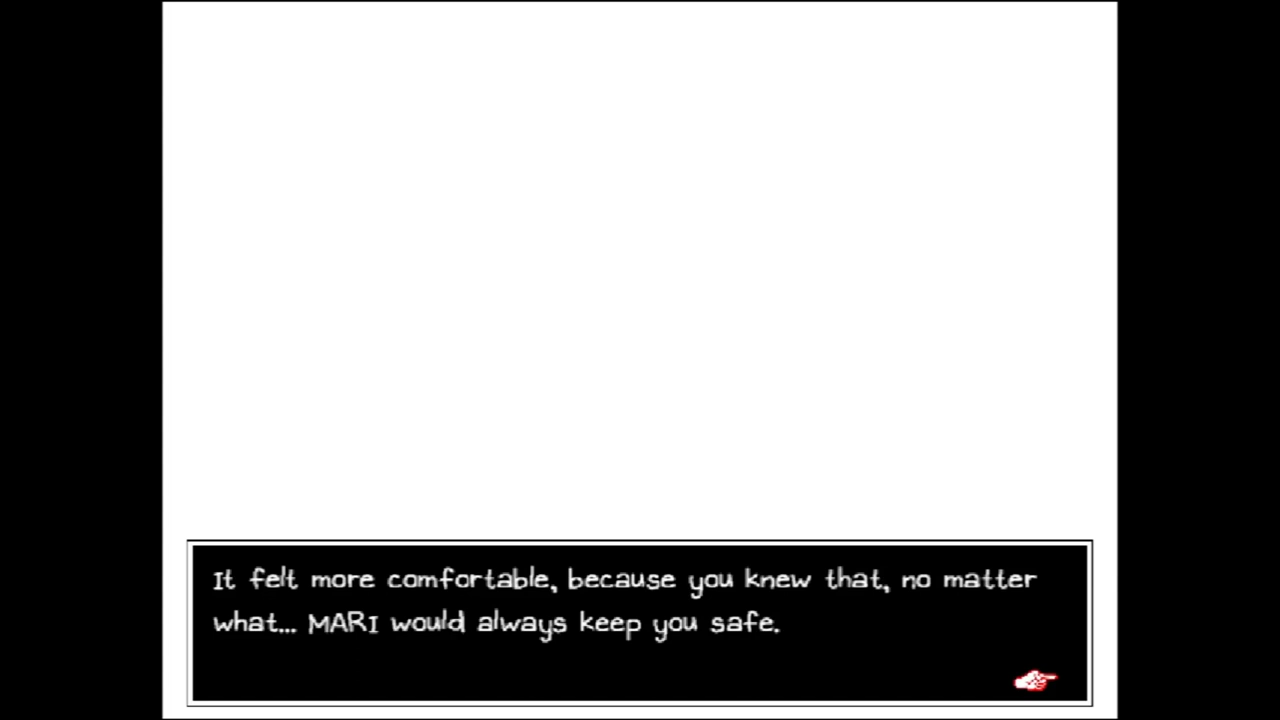 It felt more comfortable, because you knew that, no matter
what... MARI would always keep you safe.